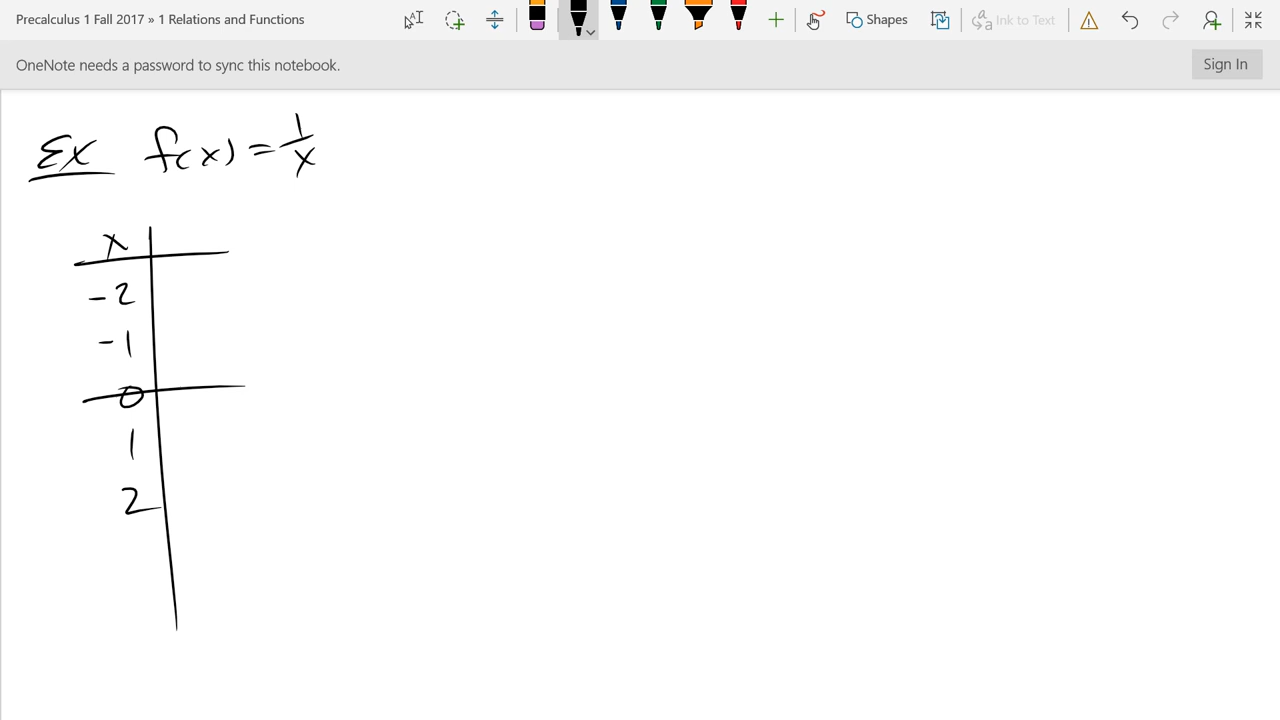 Precalculus 1 Fall 2017 » 1 Relations and Functions
Shapes
Ink to Text
OneNote needs a password to sync this notebook.
Sign In
Ex f(x) = 1/x
x
-2
-1
0
1
2